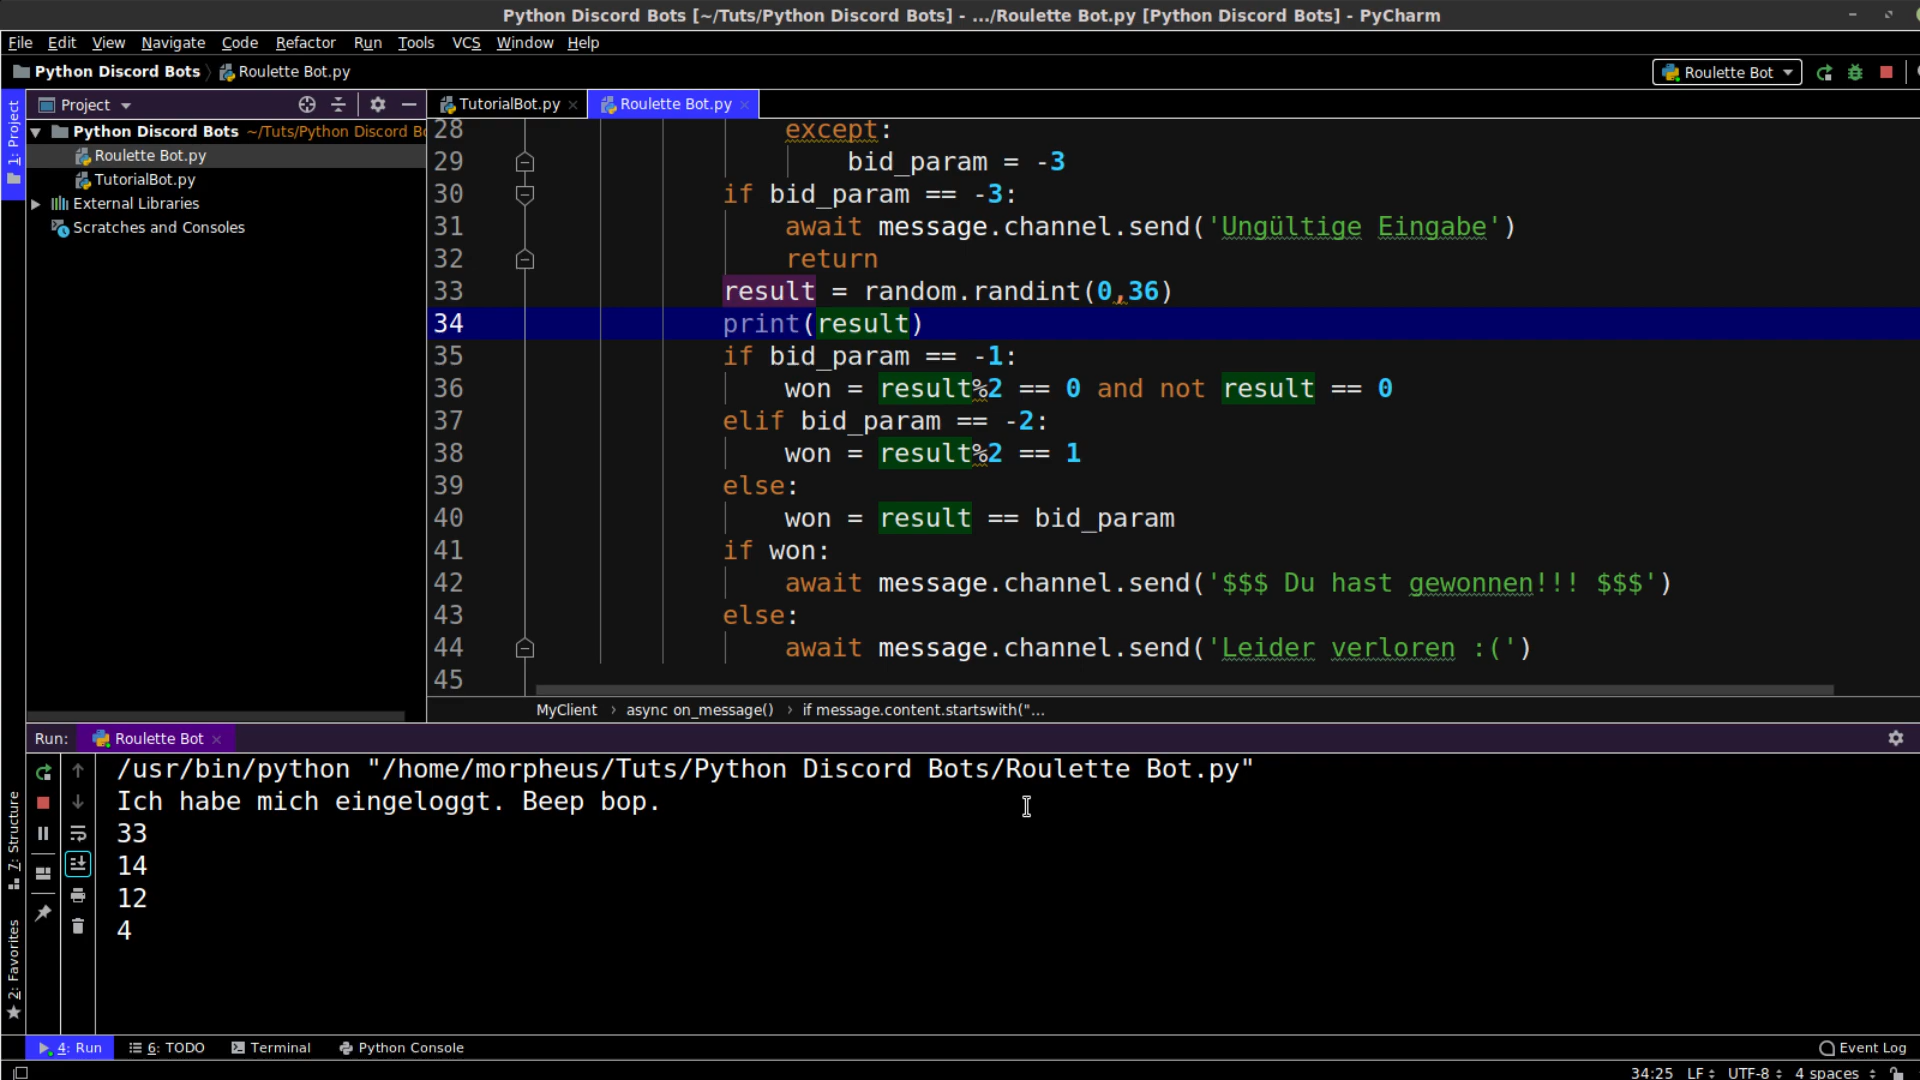 Python Discord Bots [~/Tuts/Python Discord Bots] - .../Roulette Bot.py [Python Discord Bots] - PyCharm
File Edit View Navigate Code Refactor Run Tools VCS Window Help
Python Discord Bots Roulette Bot.py
Roulette Bot
1: Project
Project
TutorialBot.py
Roulette Bot.py
Python Discord Bots ~/Tuts/Python Discord Bo
Roulette Bot.py
TutorialBot.py
External Libraries
Scratches and Consoles
28 except:
29 bid_param = -3
30 if bid_param == -3:
31 await message.channel.send('Ungültige Eingabe')
32 return
33 result = random.randint(0,36)
34 print(result)
35 if bid_param == -1:
36 won = result%2 == 0 and not result == 0
37 elif bid_param == -2:
38 won = result%2 == 1
39 else:
40 won = result == bid_param
41 if won:
42 await message.channel.send('$$$ Du hast gewonnen!!! $$$')
43 else:
44 await message.channel.send('Leider verloren :(')
45
MyClient › async on_message() › if message.content.startswith("...
Run: Roulette Bot
7: Structure
2: Favorites
/usr/bin/python "/home/morpheus/Tuts/Python Discord Bots/Roulette Bot.py"
Ich habe mich eingeloggt. Beep bop.
33
14
12
4
4: Run 6: TODO Terminal Python Console Event Log
34:25 LF UTF-8 4 spaces